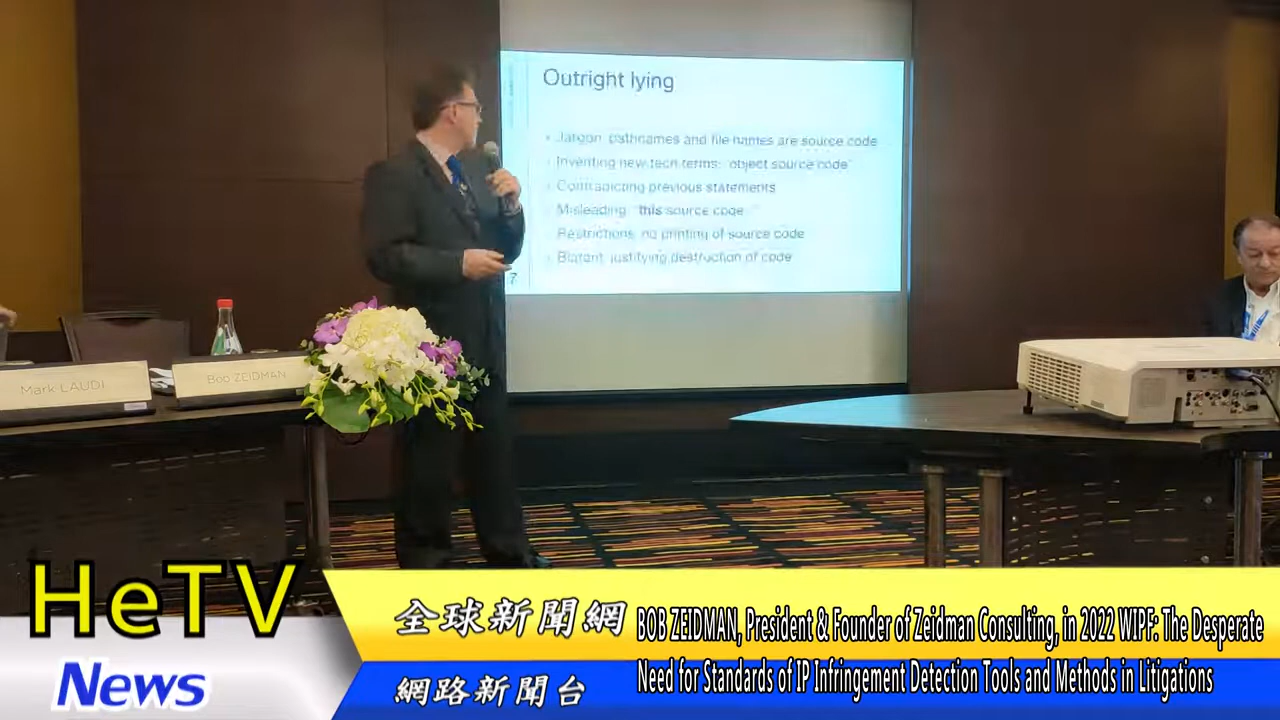 Outright lying
Jargon: pathnames and file names are source code
Inventing new tech terms: "object source code"
Contradicting previous statements
Misleading: "this source code
Restrictions: no printing of source code
Blatant: justifying destruction of code
7
Mark LAUDI
Bob ZEIDMAN
HeTV
News
全球新聞網
網路新聞台
BOB ZEIDMAN, President & Founder of Zeidman Consulting, in 2022 WIPF: The Desperate
Need for Standards of IP Infringement Detection Tools and Methods in Litigations